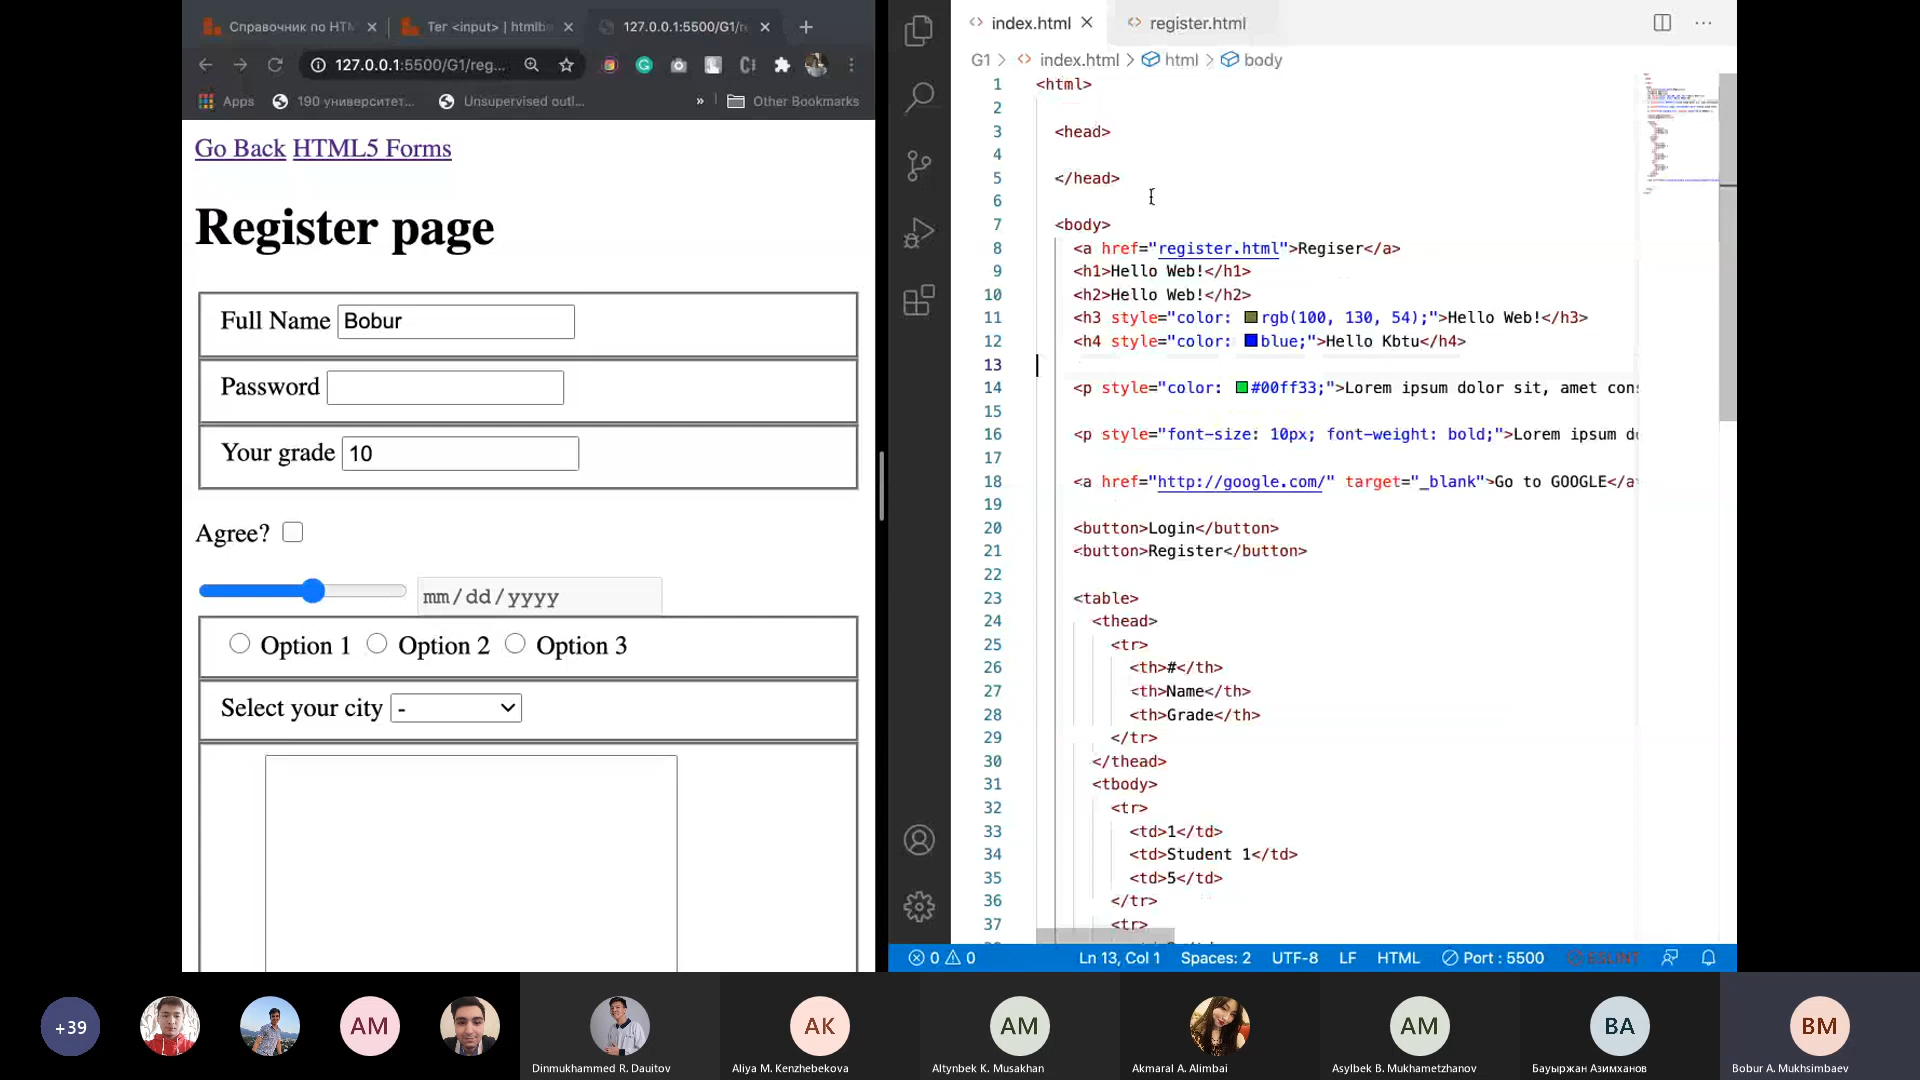 Справочник по HTM
Тег <input> | htmlb
127.0.0.1:5500/G1/r
127.0.0.1:5500/G1/reg...
Apps
190 университет...
Unsupervised outl...
»
Other Bookmarks
Go Back HTML5 Forms
Register page
Full Name Bobur
Password
Your grade 10
Agree?
mm/dd/yyyy
Option 1 Option 2 Option 3
Select your city -
index.html
register.html
G1 > index.html > html > body
1 <html>
2
3 <head>
4
5 </head>
6
7 <body>
8 <a href="register.html">Regiser</a>
9 <h1>Hello Web!</h1>
10 <h2>Hello Web!</h2>
11 <h3 style="color: rgb(100, 130, 54);">Hello Web!</h3>
12 <h4 style="color: blue;">Hello Kbtu</h4>
13
14 <p style="color: #00ff33;">Lorem ipsum dolor sit, amet con
15
16 <p style="font-size: 10px; font-weight: bold;">Lorem ipsum d
17
18 <a href="http://google.com/" target="_blank">Go to GOOGLE</a
19
20 <button>Login</button>
21 <button>Register</button>
22
23 <table>
24 <thead>
25 <tr>
26 <th>#</th>
27 <th>Name</th>
28 <th>Grade</th>
29 </tr>
30 </thead>
31 <tbody>
32 <tr>
33 <td>1</td>
34 <td>Student 1</td>
35 <td>5</td>
36 </tr>
37 <tr>
0 0
Ln 13, Col 1 Spaces: 2 UTF-8 LF HTML Port : 5500 ESLINT
+39
AM
AK
AM
AM
BA
BM
Dinmukhammed R. Dauitov
Aliya M. Kenzhebekova
Altynbek K. Musakhan
Akmaral A. Alimbai
Asylbek B. Mukhametzhanov
Бауыржан Азимханов
Bobur A. Mukhsimbaev